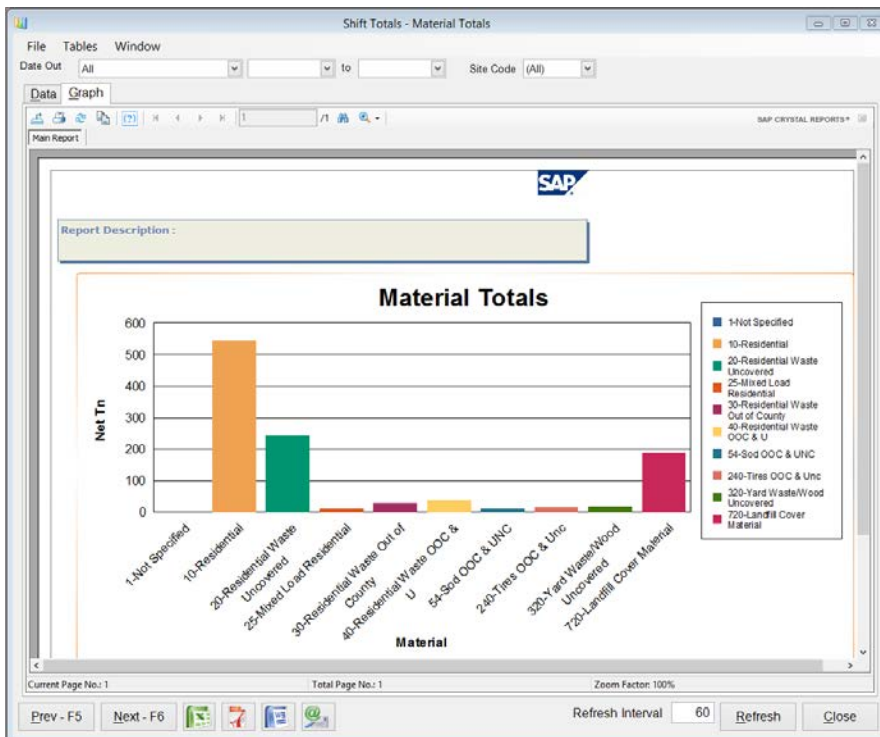 Shift Totals - Material Totals
File Tables Window
Date Out All to Site Code (All)
Data Graph
1 /1 SAP CRYSTAL REPORTS®
Main Report
SAP
Report Description :
Material Totals
600
500
400
300
200
100
0
Net Tn
1-Not Specified
10-Residential
20-Residential Waste
Uncovered
25-Mixed Load Residential
30-Residential Waste Out of
County
40-Residential Waste OOC &
U
54-Sod OOC & UNC
240-Tires OOC & Unc
320-Yard Waste/Wood
Uncovered
720-Landfill Cover Material
Material
1-Not Specified
10-Residential
20-Residential Waste
Uncovered
25-Mixed Load
Residential
30-Residential Waste
Out of County
40-Residential Waste
OOC & U
54-Sod OOC & UNC
240-Tires OOC & Unc
320-Yard Waste/Wood
Uncovered
720-Landfill Cover
Material
Current Page No.: 1 Total Page No.: 1 Zoom Factor: 100%
Prev - F5 Next - F6 Refresh Interval 60 Refresh Close